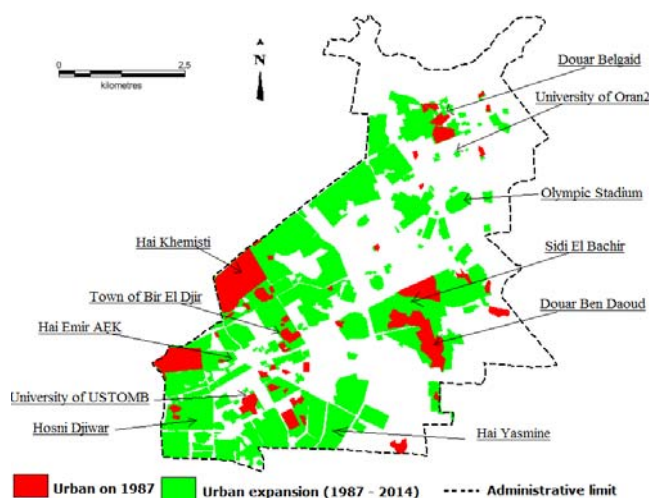 0
2,5
kilometres
N
Douar Belgaid
University of Oran2
Olympic Stadium
Hai Khemisti
Sidi El Bachir
Town of Bir El Djir
Douar Ben Daoud
Hai Emir AEK
University of USTOMB
Hosni Djiwar
Hai Yasmine
Urban on 1987
Urban expansion (1987 - 2014)
Administrative limit